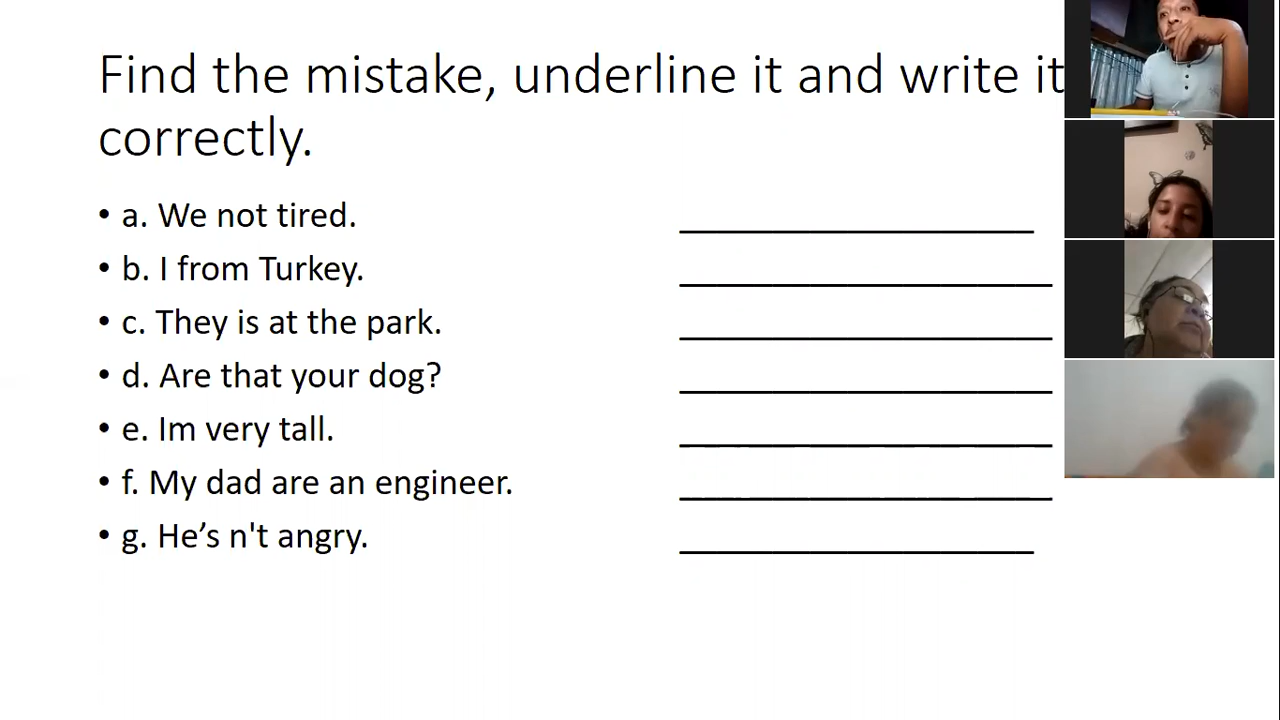 Find the mistake, underline it and write it
correctly.
• a. We not tired.
• b. I from Turkey.
• c. They is at the park.
• d. Are that your dog?
• e. Im very tall.
• f. My dad are an engineer.
• g. He’s n't angry.